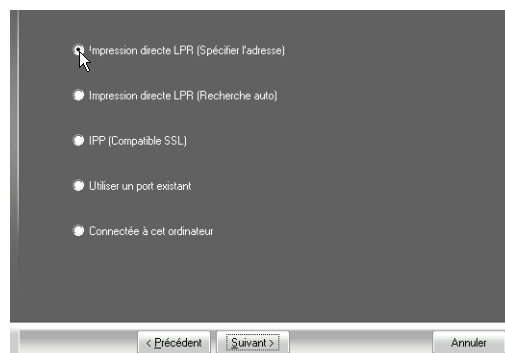 Impression directe LPR (Spécifier l'adresse)
Impression directe LPR (Recherche auto)
IPP (Compatible SSL)
Utiliser un port existant
Connectée à cet ordinateur
< Précédent
Suivant >
Annuler